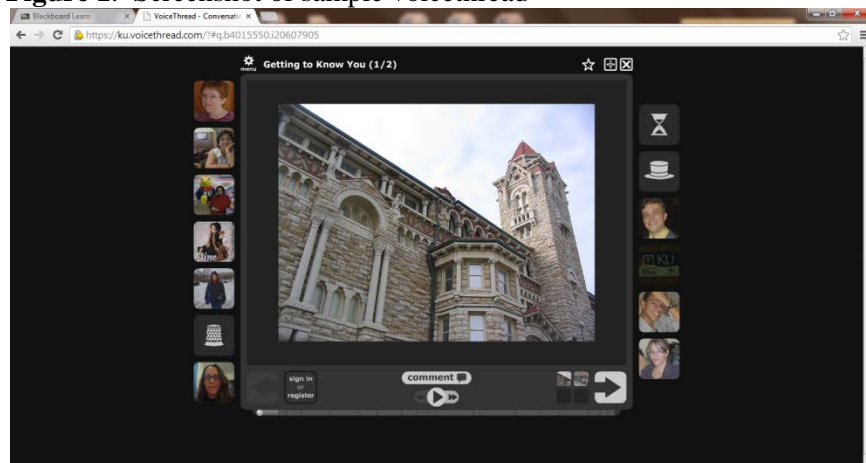 Figure 2. Screenshot of sample voicethread
Blackboard Learn
VoiceThread - Conversatio
https://ku.voicethread.com/?#q.b4015550.i20607905
menu
Getting to Know You (1/2)
KU
sign in
or
register
comment